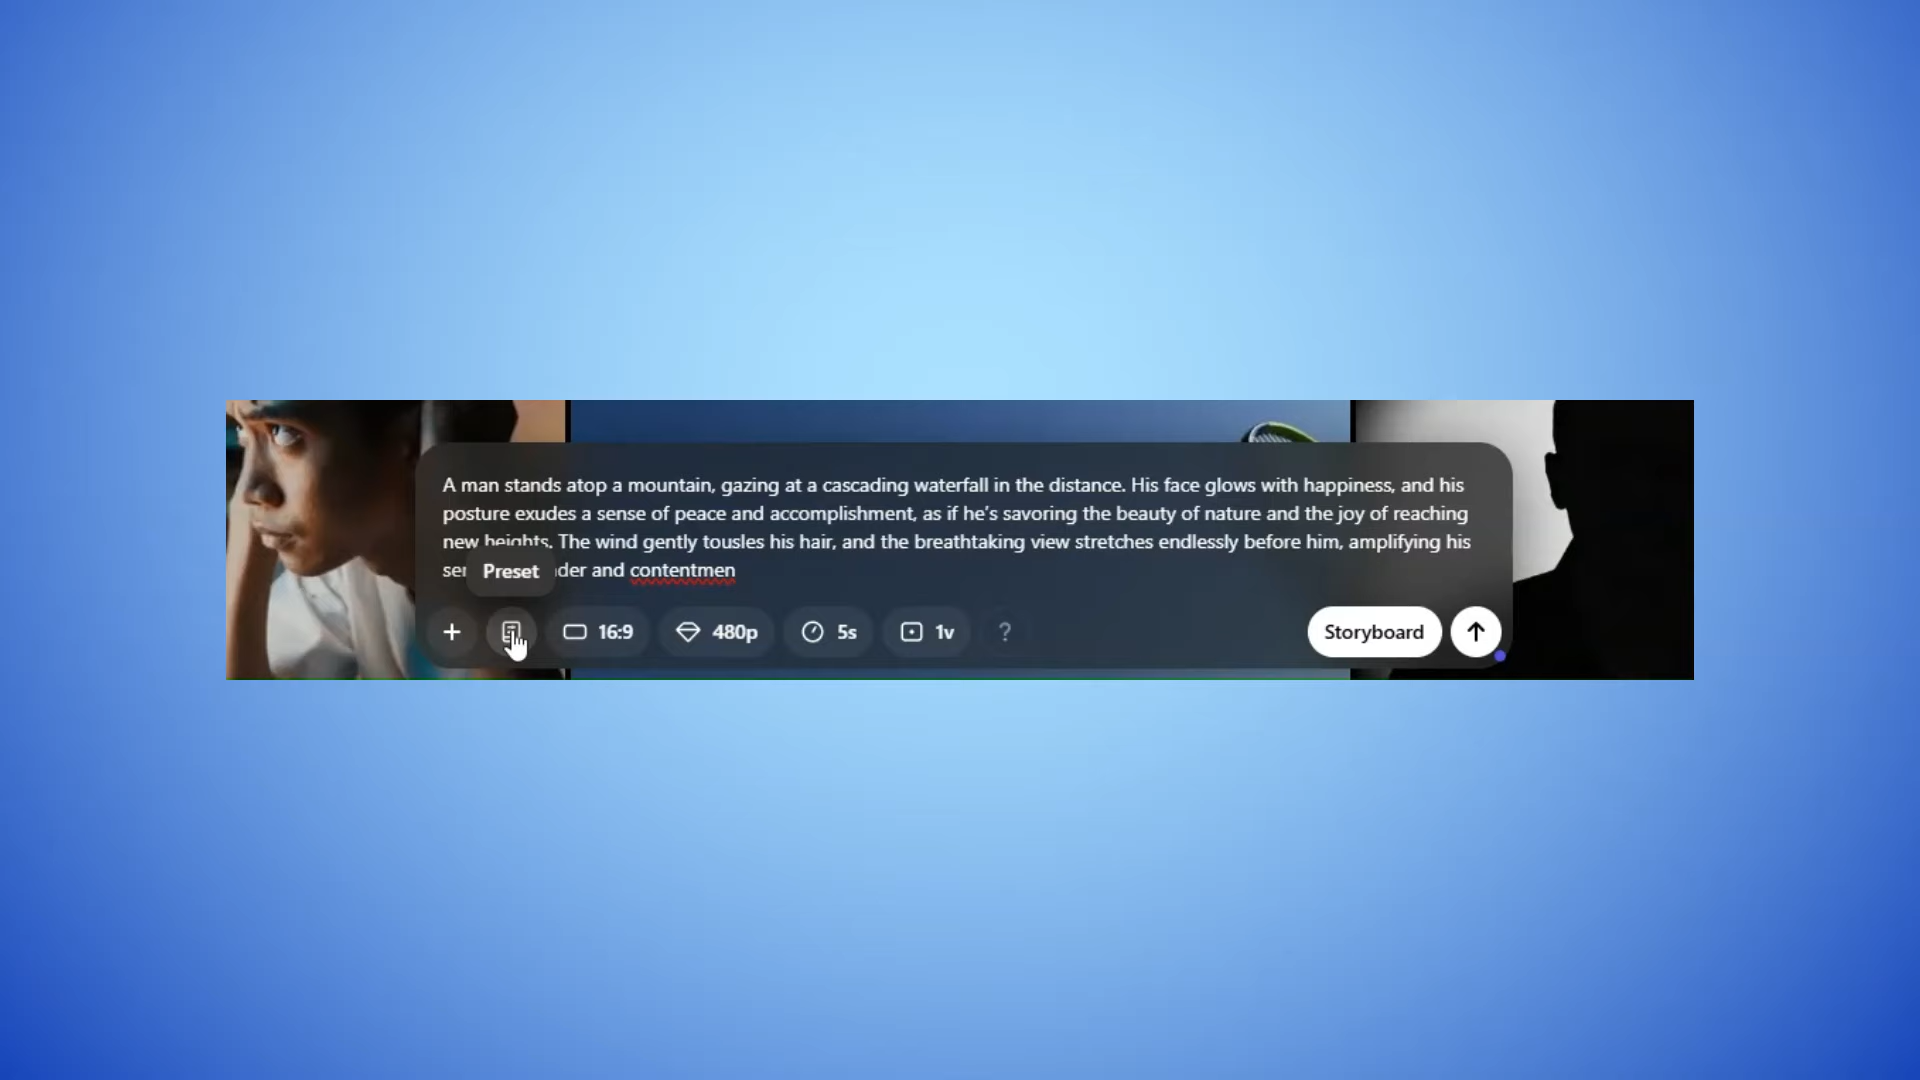 A man stands atop a mountain, gazing at a cascading waterfall in the distance. His face glows with happiness, and his
posture exudes a sense of peace and accomplishment, as if he's savoring the beauty of nature and the joy of reaching
new heights. The wind gently tousles his hair, and the breathtaking view stretches endlessly before him, amplifying his
and contentmen
Preset
16:9
480p
5s
1v
?
Storyboard